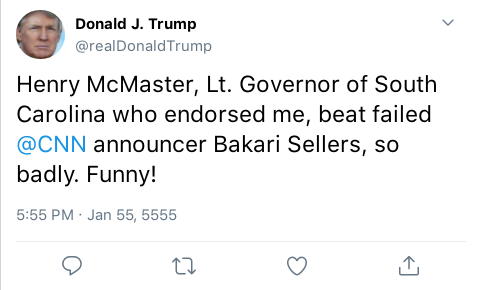 Donald J. Trump
@realDonaldTrump
Henry McMaster, Lt. Governor of South
Carolina who endorsed me, beat failed
@CNN announcer Bakari Sellers, so
badly. Funny!
5:55 PM · Jan 55, 5555